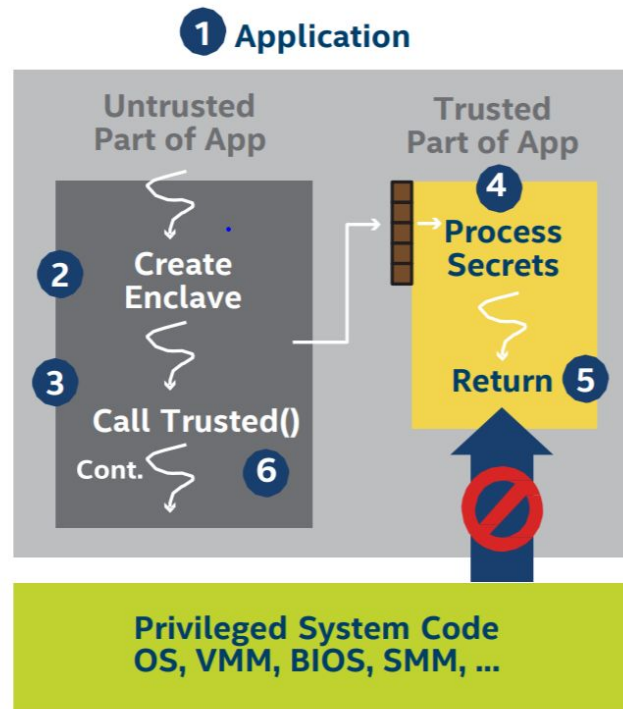 1 Application
Untrusted
Part of App
Trusted
Part of App
2
Create
Enclave
3
Call Trusted()
Cont.
6
4
Process
Secrets
Return 5
Privileged System Code
OS, VMM, BIOS, SMM, ...